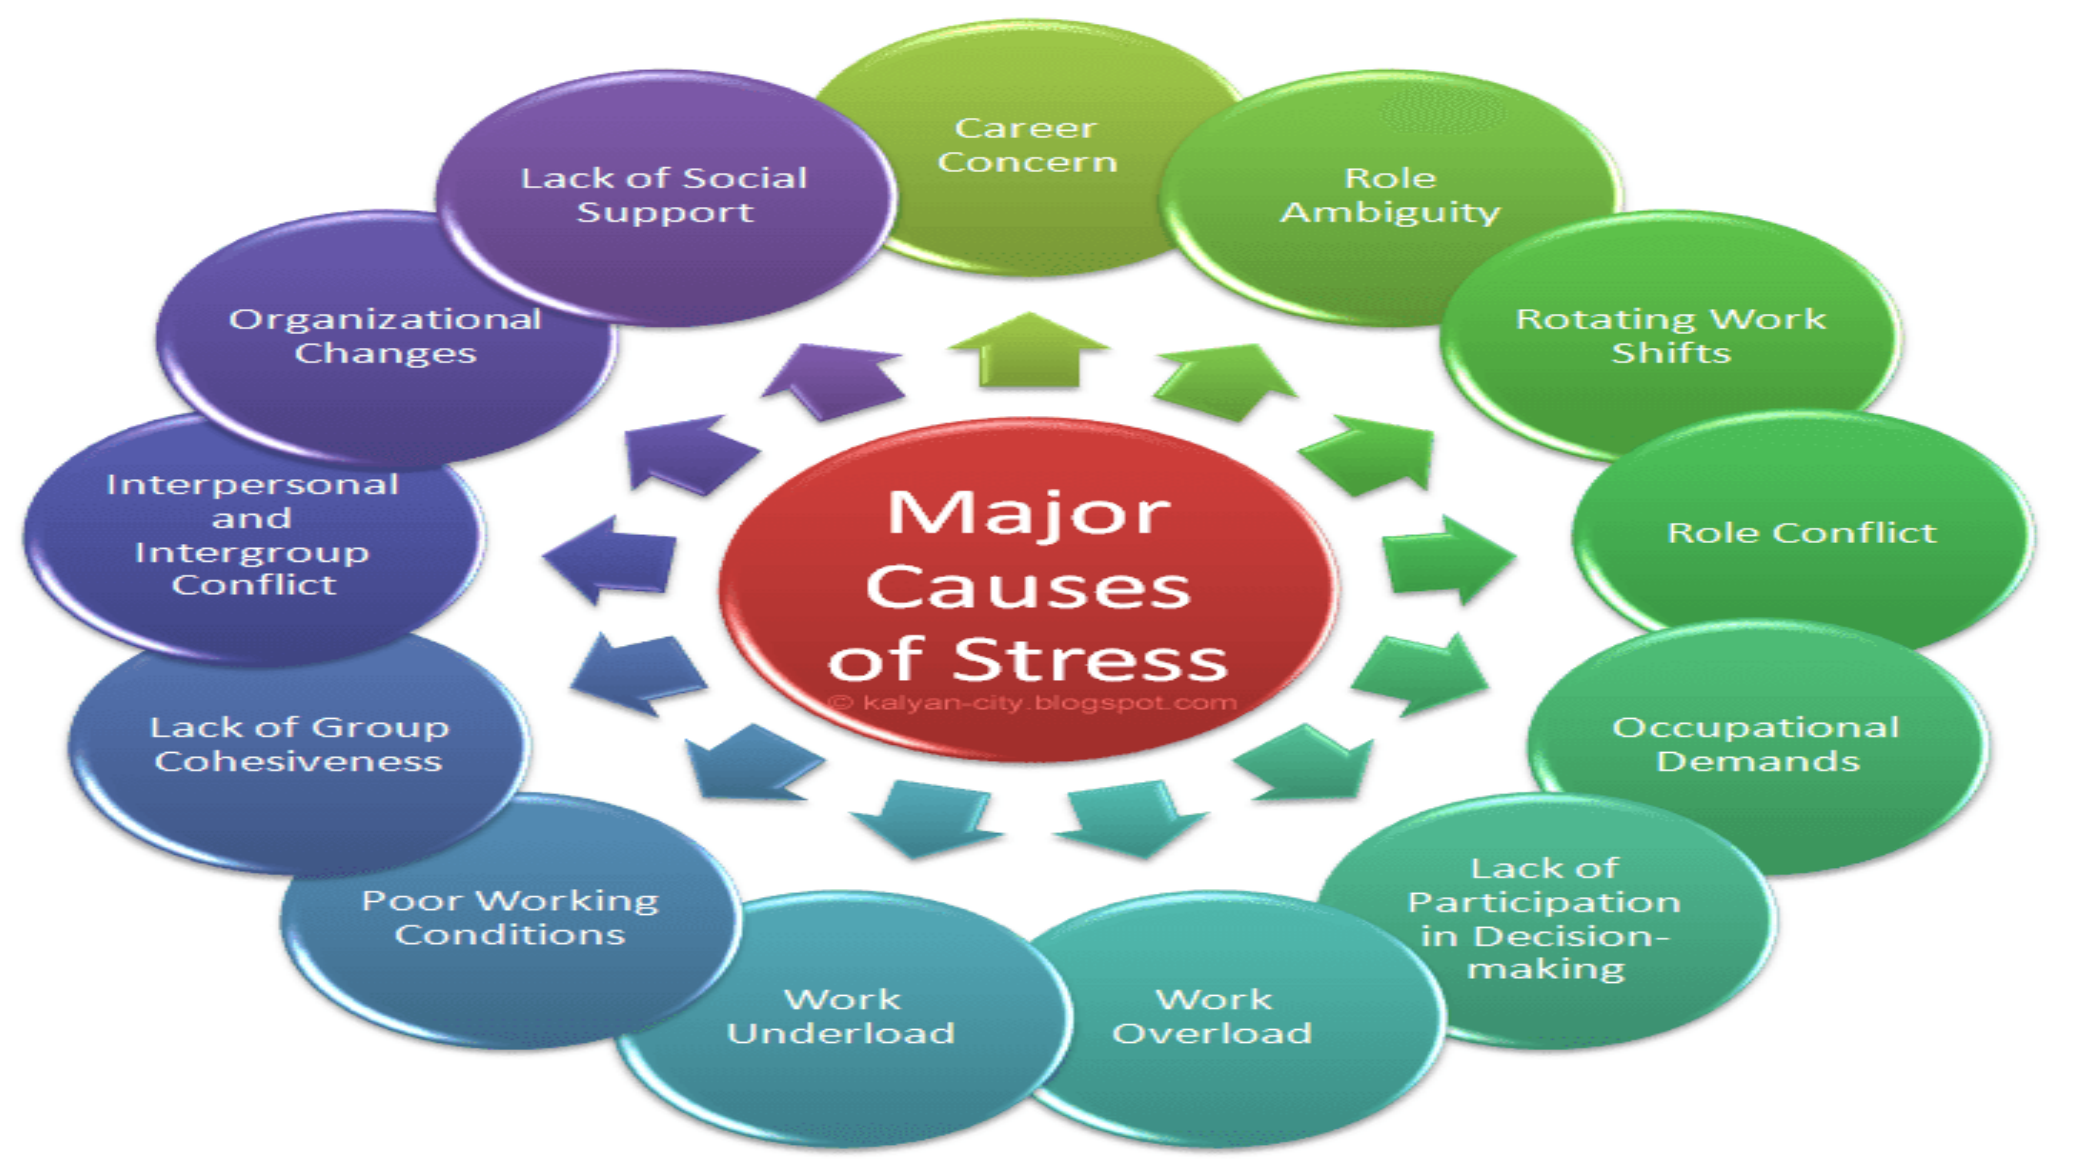 Career
Concern
Role
Ambiguity
Rotating Work
Shifts
Role Conflict
Occupational
Demands
Lack of
Participation
in Decision-
making
Work
Overload
Work
Underload
Poor Working
Conditions
Lack of Group
Cohesiveness
Interpersonal
and
Intergroup
Conflict
Organizational
Changes
Lack of Social
Support
Major
Causes
of Stress
© kalyan-city.blogspot.com